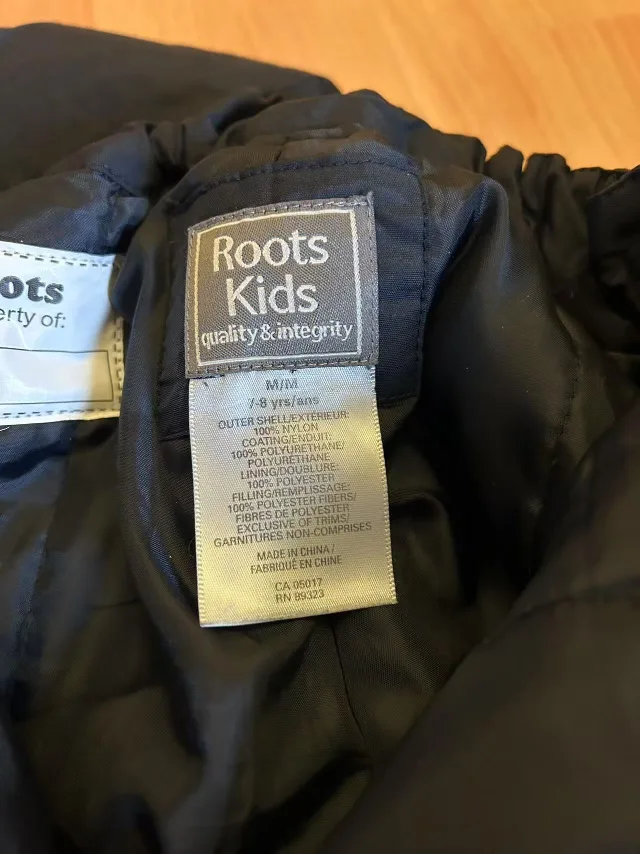 Roots
Kids
quality & integrity
M/M
7-8 yrs/ans
OUTER SHELL/EXTÉRIEUR:
100% NYLON
COATING/ENDUIT:
100% POLYURETHANE/
POLYURÉTHANE
LINING/DOUBLURE:
100% POLYESTER
FILLING/REMPLISSAGE:
100% POLYESTER FIBERS/
FIBRES DE POLYESTER
EXCLUSIVE OF TRIMS/
GARNITURES NON-COMPRISES
MADE IN CHINA/
FABRIQUÉ EN CHINE
CA 05017
RN 89323
ots
erty of: